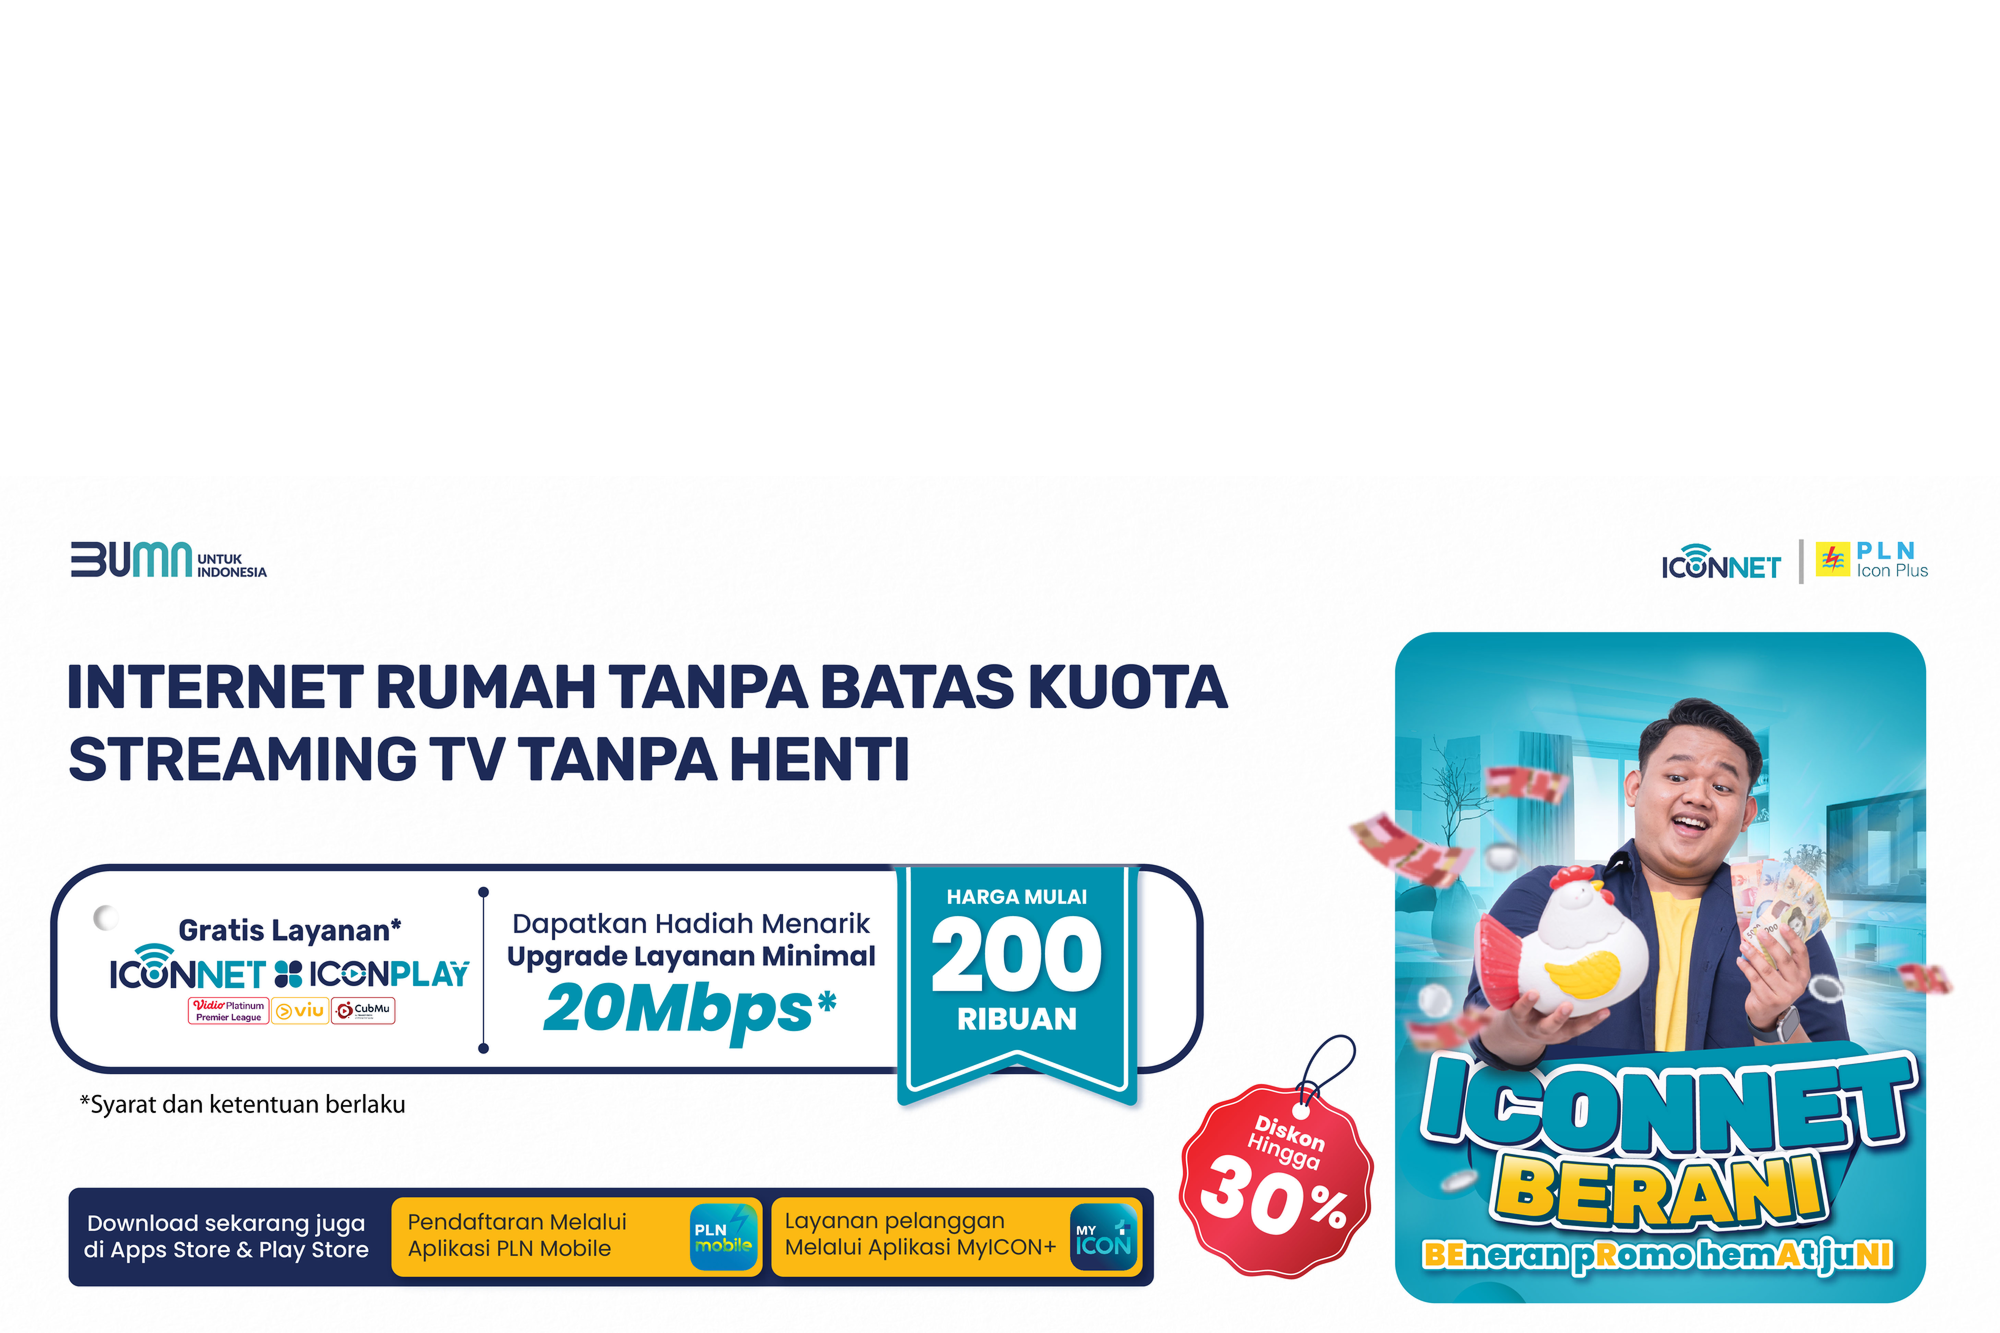 BUMN UNTUK
INDONESIA
ICONNET
PLN
Icon Plus
INTERNET RUMAH TANPA BATAS KUOTA
STREAMING TV TANPA HENTI
Gratis Layanan*
ICONNET ICONPLAY
Vidio Platinum
Premier League
viu
CubMu
Dapatkan Hadiah Menarik
Upgrade Layanan Minimal
20Mbps*
HARGA MULAI
200
RIBUAN
*Syarat dan ketentuan berlaku
Diskon
Hingga
30%
Download sekarang juga
di Apps Store & Play Store
Pendaftaran Melalui
Aplikasi PLN Mobile
PLN
mobile
Layanan pelanggan
Melalui Aplikasi MyICON+
MY
ICON+
ICONNET
BERANI
BEneran pRomo hemAt juNI